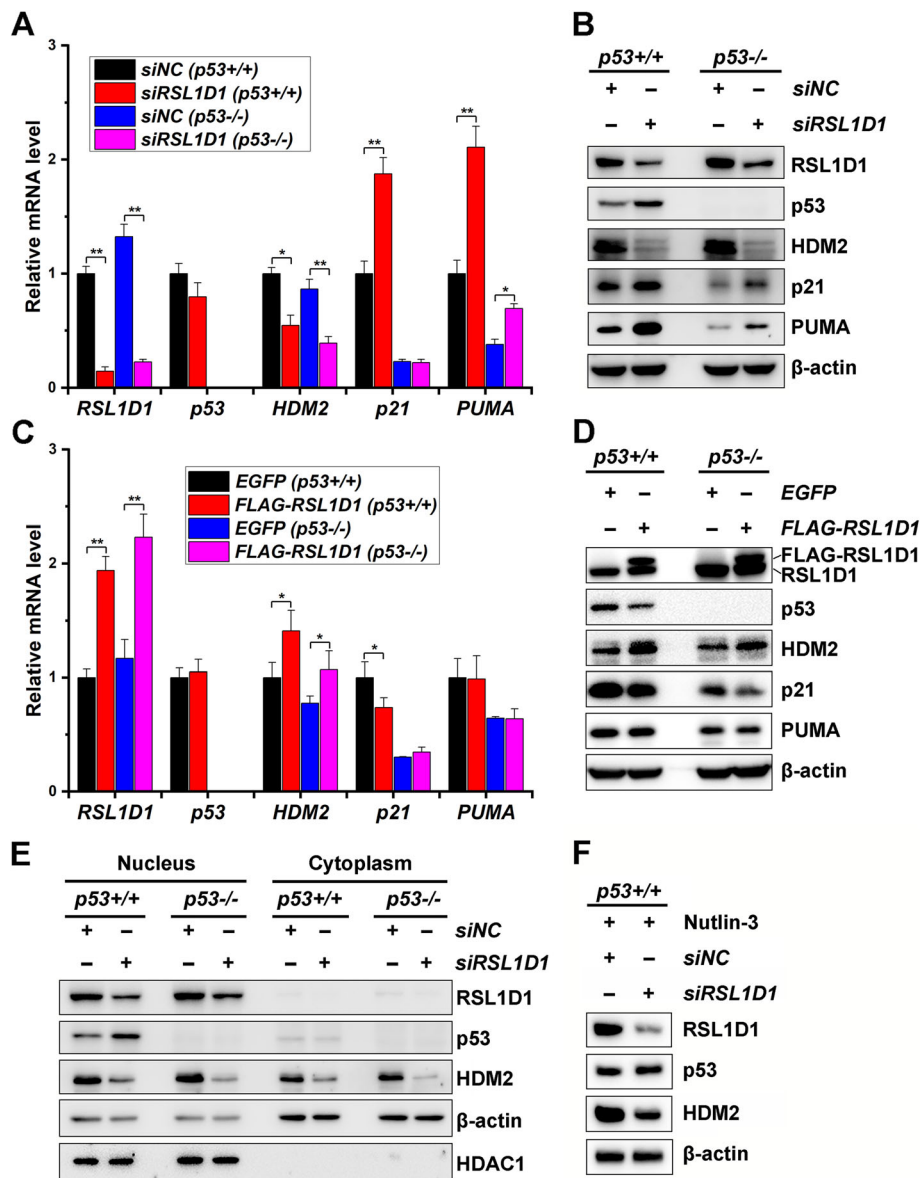 A
Relative mRNA level
3
2
1
0
siNC (p53+/+)
siRSL1D1 (p53+/+)
siNC (p53-/-)
siRSL1D1 (p53-/-)
** ** * ** ** ** *
RSL1D1 p53 HDM2 p21 PUMA
B
p53+/+ p53-/-
+ – + – siNC
– + – + siRSL1D1
RSL1D1
p53
HDM2
p21
PUMA
β-actin
C
Relative mRNA level
3
2
1
0
EGFP (p53+/+)
FLAG-RSL1D1 (p53+/+)
EGFP (p53-/-)
FLAG-RSL1D1 (p53-/-)
** ** * * *
RSL1D1 p53 HDM2 p21 PUMA
D
p53+/+ p53-/-
+ – + – EGFP
– + – + FLAG-RSL1D1
FLAG-RSL1D1
RSL1D1
p53
HDM2
p21
PUMA
β-actin
E
Nucleus Cytoplasm
p53+/+ p53-/- p53+/+ p53-/-
+ – + – + – + – siNC
– + – + – + – + siRSL1D1
RSL1D1
p53
HDM2
β-actin
HDAC1
F
p53+/+
+ + Nutlin-3
+ – siNC
– + siRSL1D1
RSL1D1
p53
HDM2
β-actin